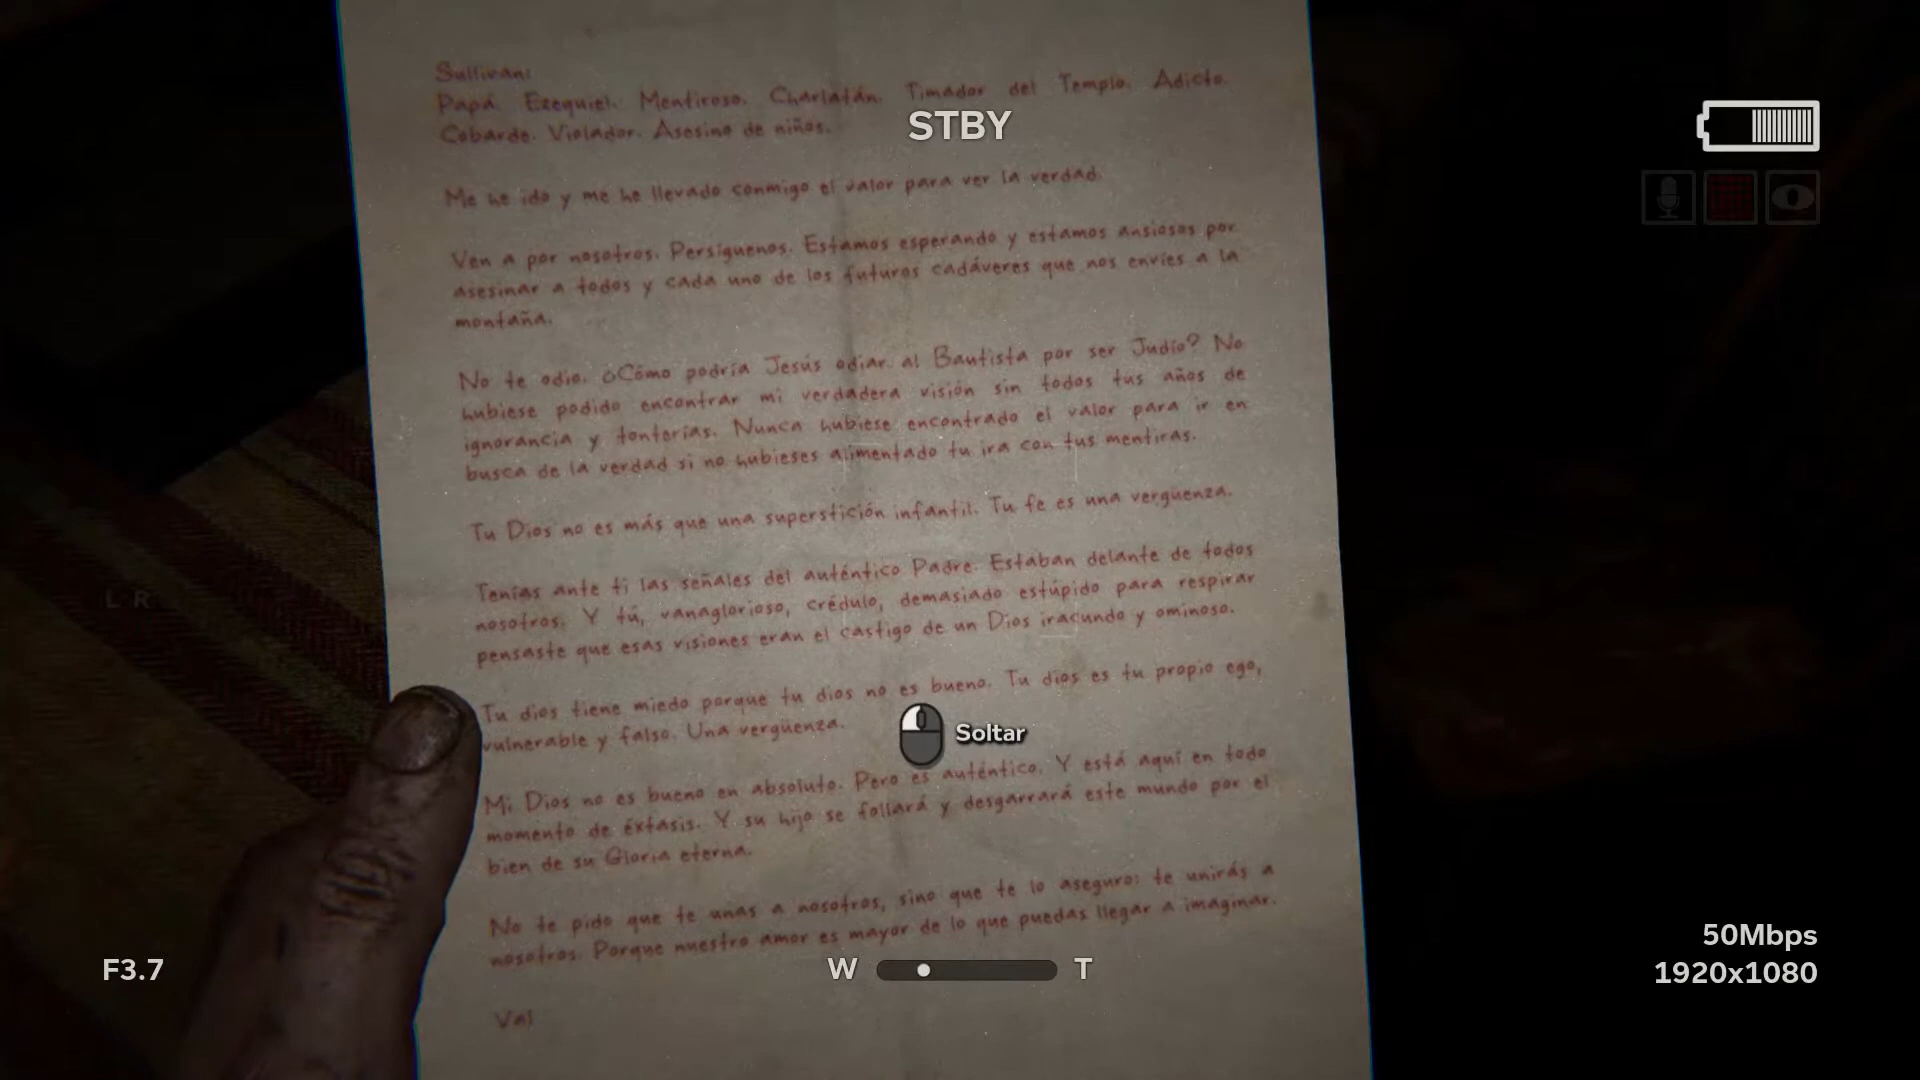 Sullivan:
Papá. Ezequiel. Mentiroso. Charlatán. Timador del Templo. Adicto.
Cobarde. Violador. Asesino de niños.
STBY
Me he ido y me he llevado conmigo el valor para ver la verdad.
Ven a por nosotros. Persíguenos. Estamos esperando y estamos ansiosos por
asesinar a todos y cada uno de los futuros cadáveres que nos envíes a la
montaña.
No te odio. ¿Cómo podría Jesús odiar al Bautista por ser Judío? No
hubiese podido encontrar mi verdadera visión sin todos tus años de
ignorancia y tonterías. Nunca hubiese encontrado el valor para ir en
busca de la verdad si no hubieses alimentado tu ira con tus mentiras.
Tu Dios no es más que una superstición infantil. Tu fe es una vergüenza.
Tenías ante ti las señales del auténtico Padre. Estaban delante de todos
nosotros. Y tú, vanaglorioso, crédulo, demasiado estúpido para respirar
pensaste que esas visiones eran el castigo de un Dios iracundo y ominoso.
L R
Tu dios tiene miedo porque tu dios no es bueno. Tu dios es tu propio ego,
vulnerable y falso. Una vergüenza.
Soltar
Mi Dios no es bueno en absoluto. Pero es auténtico. Y está aquí en todo
momento de éxtasis. Y su hijo se follará y desgarrará este mundo por el
bien de su Gloria eterna.
No te pido que te unas a nosotros, sino que te lo aseguro: te unirás a
nosotros. Porque nuestro amor es mayor de lo que puedas llegar a imaginar.
Val
F3.7
W T
50Mbps
1920x1080